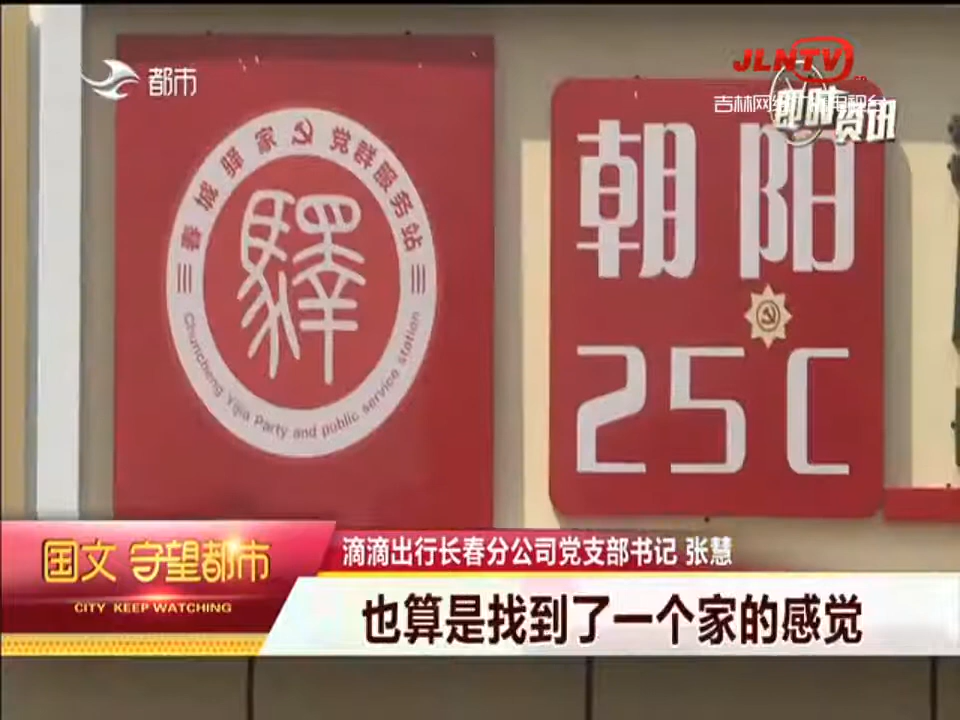 都市
JLNTV
吉林网络广播电视台
即时资讯
春城驿家党群服务站
驛
Chuncheng Yijia Party and public service station
朝阳
25C
国文 守望都市
CITY KEEP WATCHING
滴滴出行长春分公司党支部书记 张慧
也算是找到了一个家的感觉